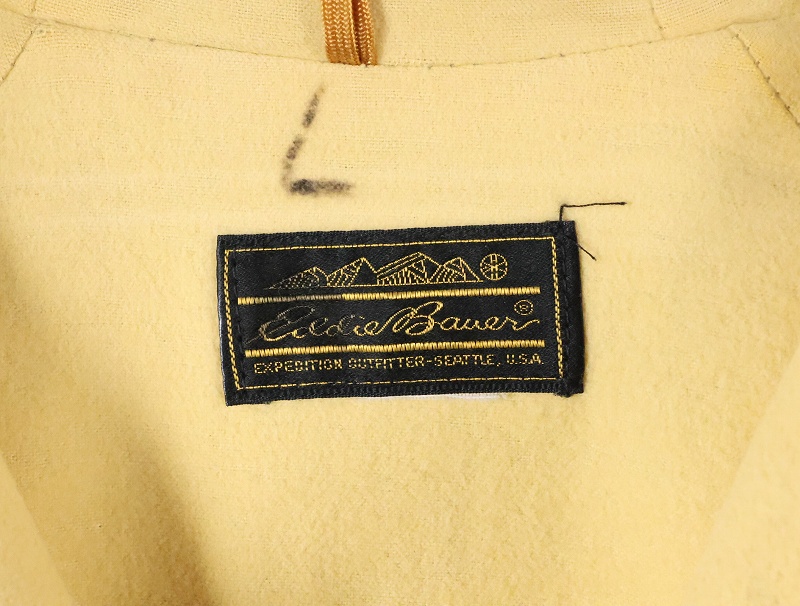 L
Eddie Bauer®
EXPEDITION OUTFITTER-SEATTLE, U.S.A.